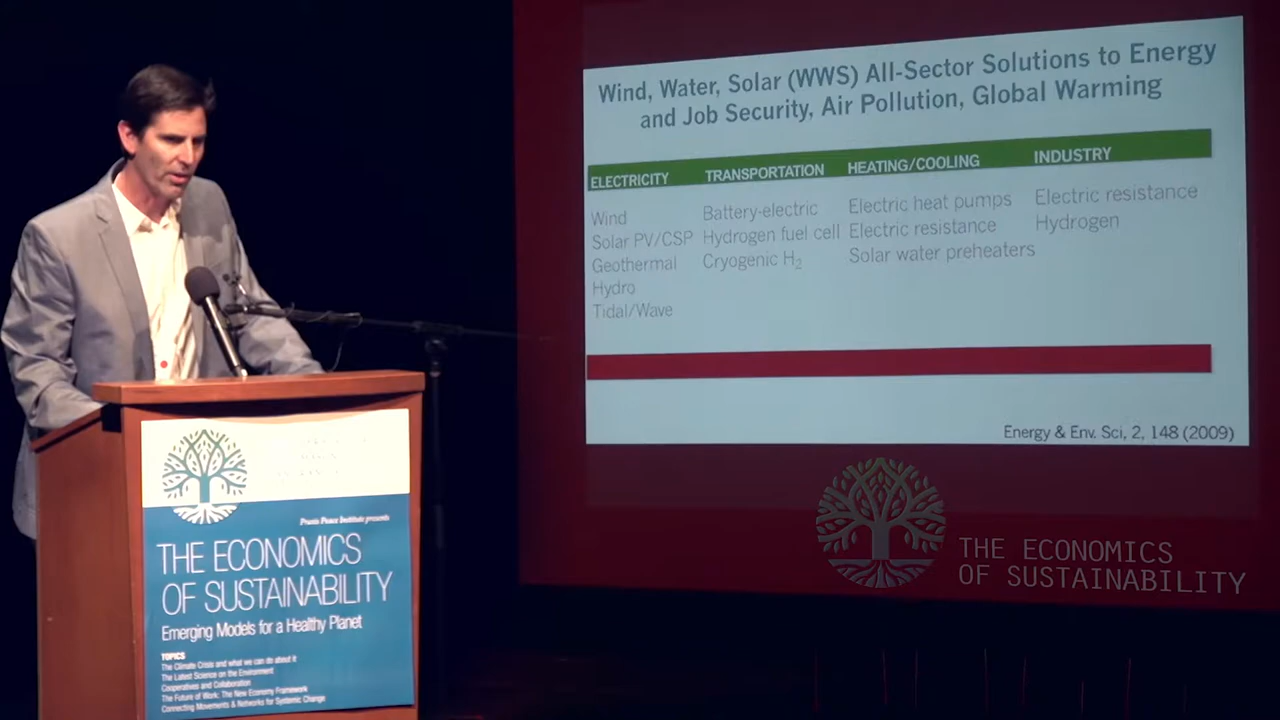 Wind, Water, Solar (WWS) All-Sector Solutions to Energy
and Job Security, Air Pollution, Global Warming
ELECTRICITY
Wind
Solar PV/CSP
Geothermal
Hydro
Tidal/Wave
TRANSPORTATION
Battery-electric
Hydrogen fuel cell
Cryogenic H₂
HEATING/COOLING
Electric heat pumps
Electric resistance
Solar water preheaters
INDUSTRY
Electric resistance
Hydrogen
Energy & Env. Sci, 2, 148 (2009)
THE ECONOMICS
OF SUSTAINABILITY
Praxis Peace Institute presents
THE ECONOMICS
OF SUSTAINABILITY
Emerging Models for a Healthy Planet
TOPICS
The Climate Crisis and what we can do about it
The Latest Science on the Environment
Cooperatives and Collaboration
The Future of Work: The New Economy Framework
Connecting Movements & Networks for Systemic Change